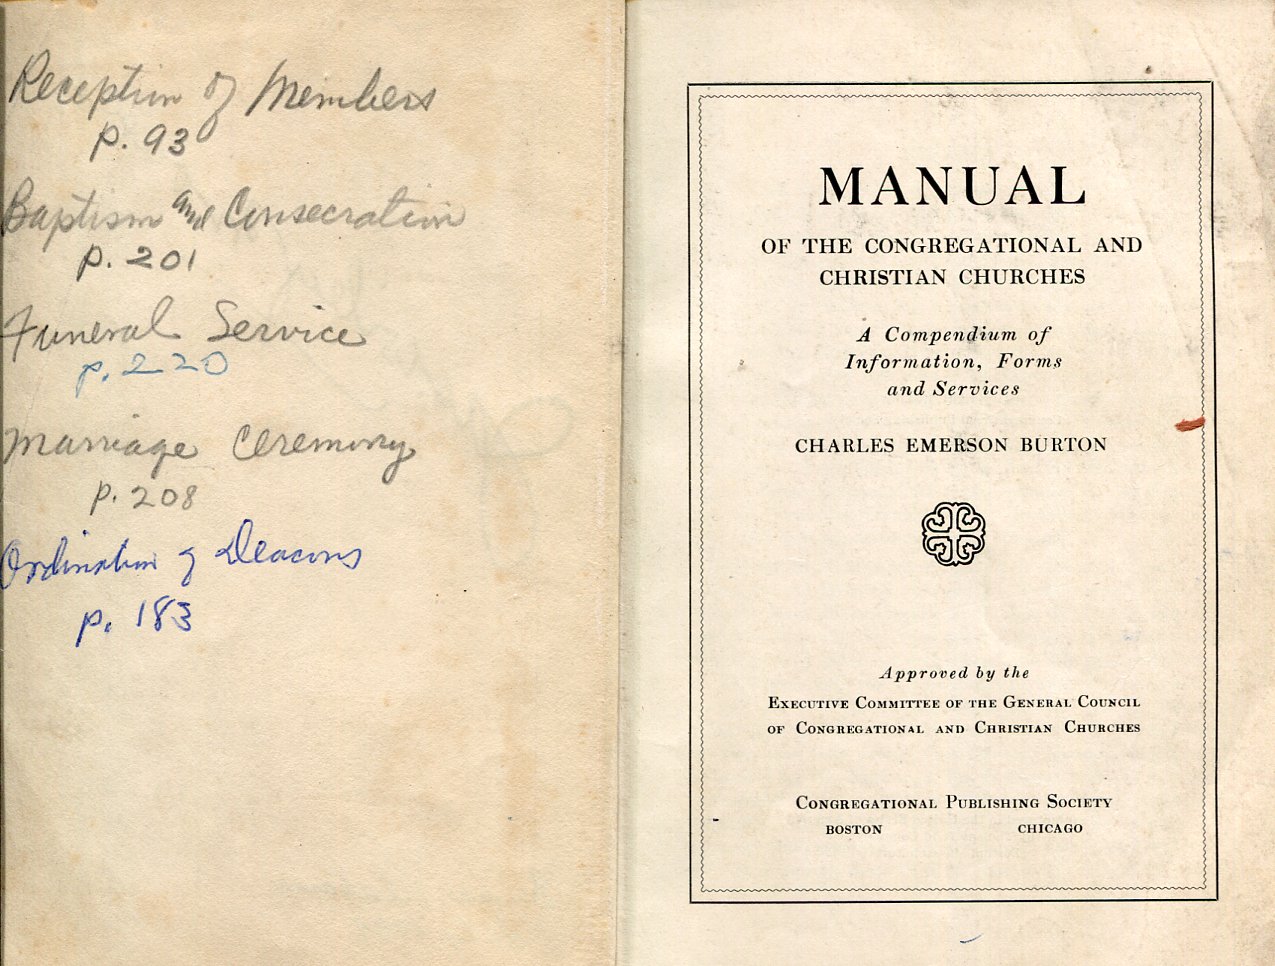 Reception of Members
p. 93
Baptism and Consecration
p. 201
Funeral Service
p. 220
Marriage Ceremony
p. 208
Ordination of Deacons
p. 183
MANUAL
OF THE CONGREGATIONAL AND
CHRISTIAN CHURCHES
A Compendium of
Information, Forms
and Services
CHARLES EMERSON BURTON
Approved by the
EXECUTIVE COMMITTEE OF THE GENERAL COUNCIL
OF CONGREGATIONAL AND CHRISTIAN CHURCHES
CONGREGATIONAL PUBLISHING SOCIETY
BOSTON CHICAGO